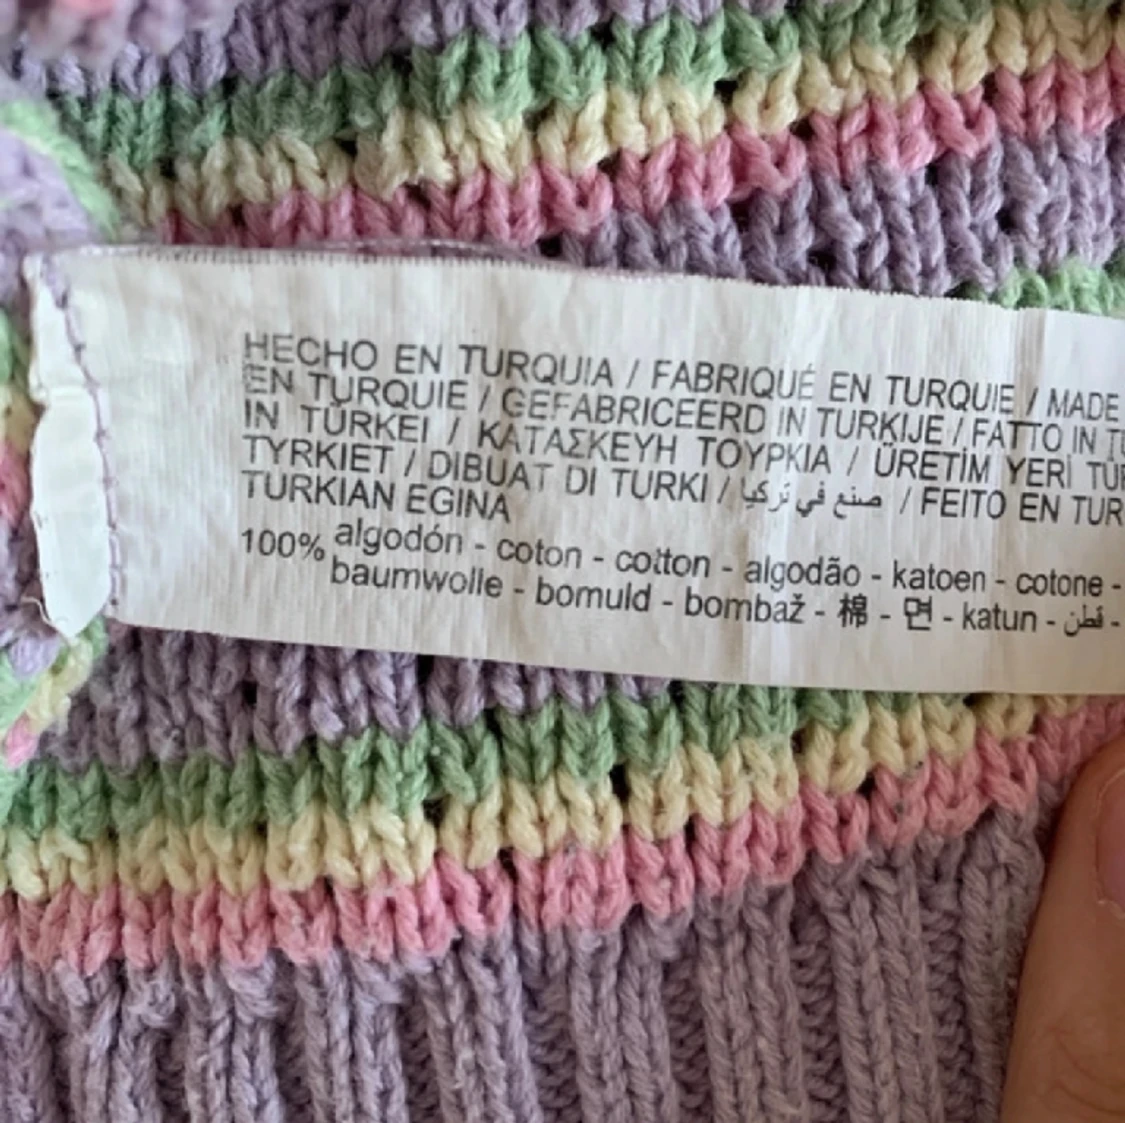 HECHO EN TURQUIA / FABRIQUÉ EN TURQUIE / MADE
EN TURQUIE / GEFABRICEERD IN TURKIJE / FATTO IN
IN TÜRKEI / ΚΑΤΑΣΚΕΥΗ ΤΟΥΡΚΙΑ / ÜRETİM YERİ
TYRKIET / DIBUAT DI TURKI / صنع في تركيا / FEITO EN
TURKIAN EGINA
100% algodón - coton - cotton - algodão - katoen - cotone -
baumwolle - bomuld - bombaž - 棉 - 면 - katun - قطن -